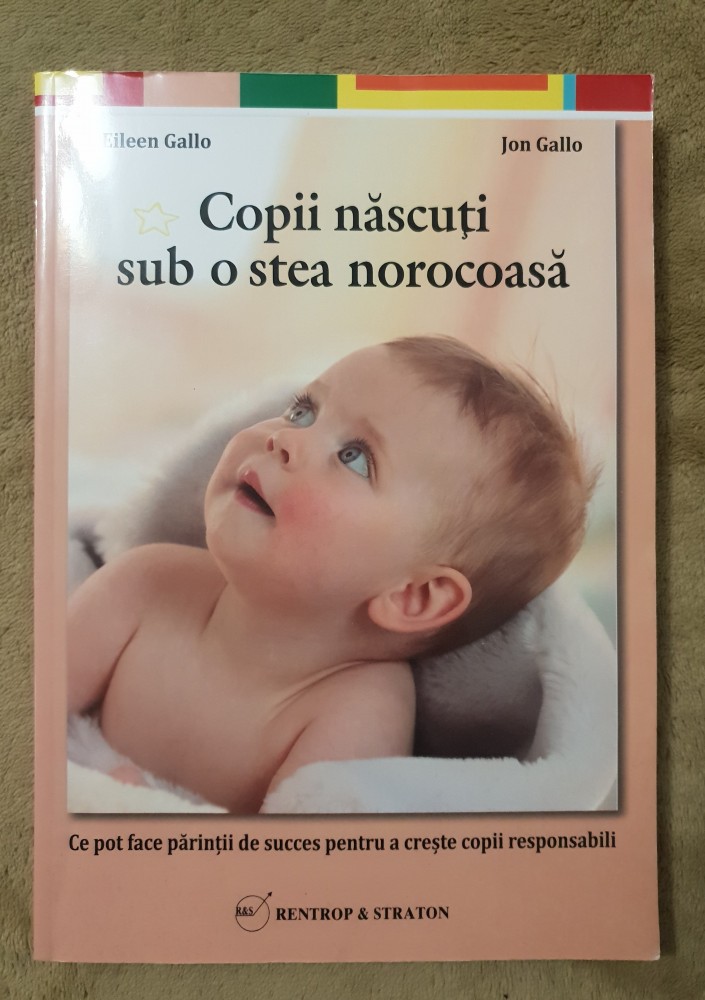 Eileen Gallo
Jon Gallo
Copii născuţi
sub o stea norocoasă
Ce pot face părinții de succes pentru a crește copii responsabili
R&S RENTROP & STRATON